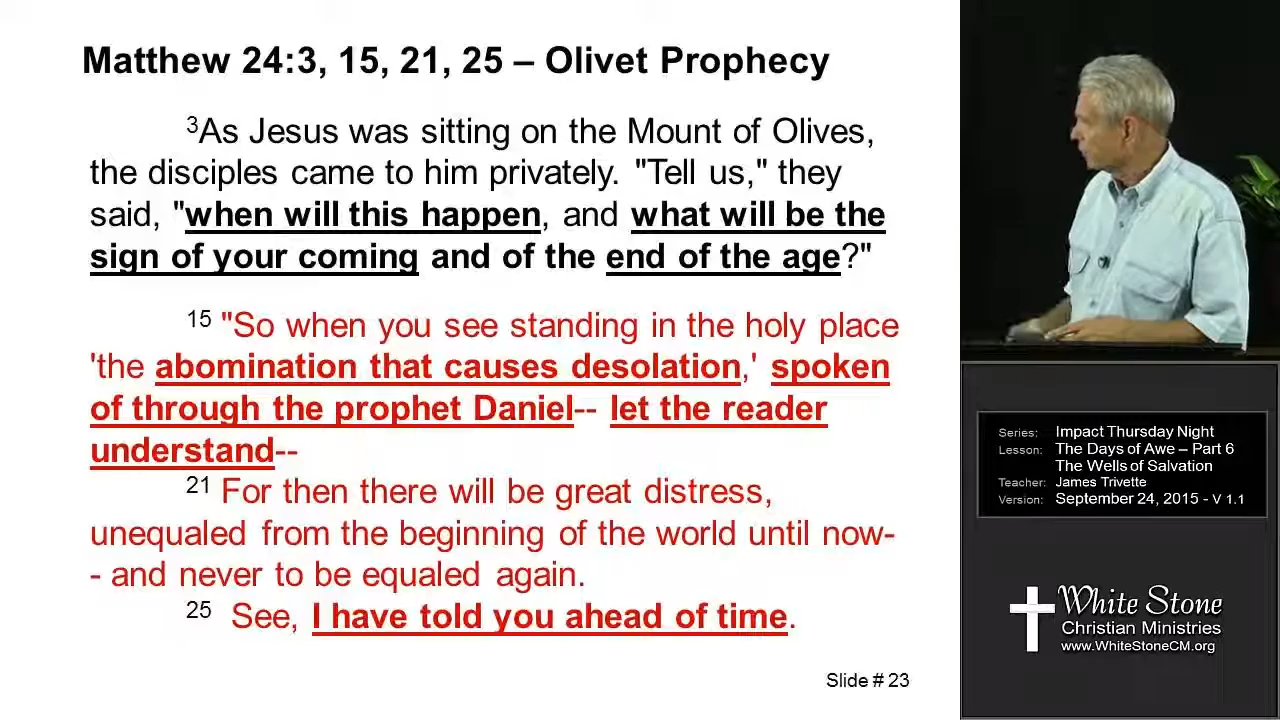 Matthew 24:3, 15, 21, 25 – Olivet Prophecy
3As Jesus was sitting on the Mount of Olives,
the disciples came to him privately. "Tell us," they
said, "when will this happen, and what will be the
sign of your coming and of the end of the age?"
15 "So when you see standing in the holy place
'the abomination that causes desolation,' spoken
of through the prophet Daniel-- let the reader
understand--
21 For then there will be great distress,
unequaled from the beginning of the world until now-
- and never to be equaled again.
25 See, I have told you ahead of time.
Slide # 23
Series: Impact Thursday Night
Lesson: The Days of Awe – Part 6
The Wells of Salvation
Teacher: James Trivette
Version: September 24, 2015 - V 1.1
White Stone
Christian Ministries
www.WhiteStoneCM.org